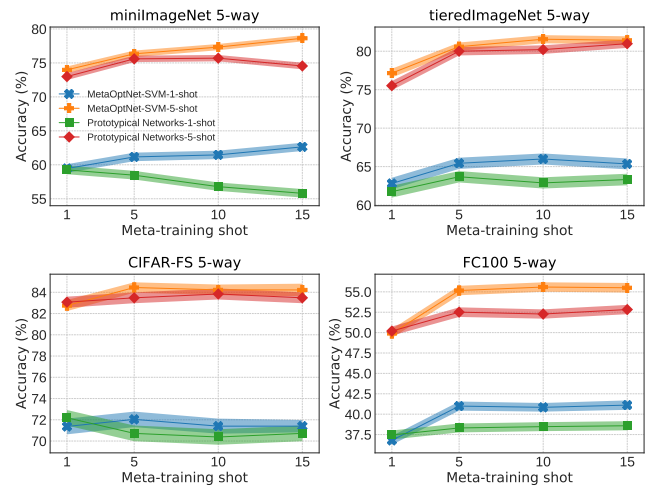 miniImageNet 5-way
Accuracy (%)
80
75
70
65
60
55
MetaOptNet-SVM-1-shot
MetaOptNet-SVM-5-shot
Prototypical Networks-1-shot
Prototypical Networks-5-shot
1 5 10 15
Meta-training shot
tieredImageNet 5-way
Accuracy (%)
80
75
70
65
60
1 5 10 15
Meta-training shot
CIFAR-FS 5-way
Accuracy (%)
84
82
80
78
76
74
72
70
1 5 10 15
Meta-training shot
FC100 5-way
Accuracy (%)
55.0
52.5
50.0
47.5
45.0
42.5
40.0
37.5
1 5 10 15
Meta-training shot